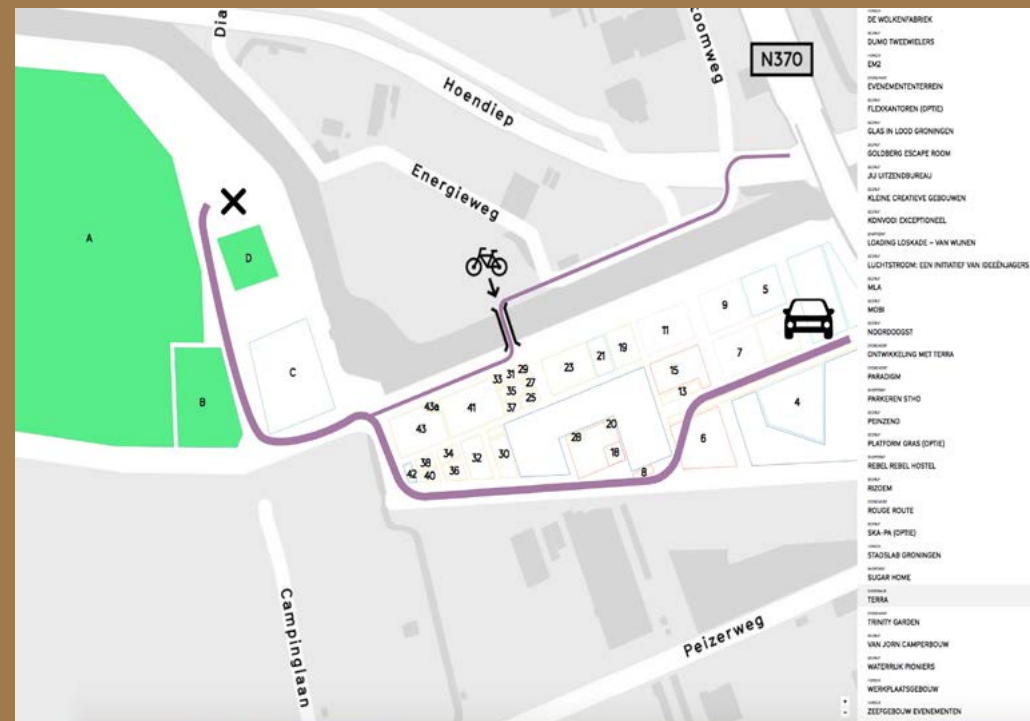 Dia
Hoendiep
oomweg
N370
Energieweg
A
D
C
B
5
9
11
7
19
21
23
15
13
4
6
29
31
33
27
35
25
37
41
43a
43
20
28
18
8
30
32
34
36
38
40
42
Campinglaan
Peizerweg
DE WOLKENFABRIEK
DUMO TWEEWIELERS
EM2
EVENEMENTENTERREIN
FLEXKANTOREN (OPTIE)
GLAS IN LOOD GRONINGEN
GOLDBERG ESCAPE ROOM
JIJ UITZENDBUREAU
KLEINE CREATIEVE GEBOUWEN
KONVOOI EXCEPTIONEEL
LOADING LOSKADE – VAN WIJNEN
LUCHTSTROOM: EEN INITIATIEF VAN IDEEËNJAGERS
MLA
MOBI
NOORDOOGST
ONTWIKKELING MET TERRA
PARADIGM
PARKEREN STHO
PEINZEND
PLATFORM GRAS (OPTIE)
REBEL REBEL HOSTEL
RIZOEM
ROUGE ROUTE
SKA-PA (OPTIE)
STADSLAB GRONINGEN
SUGAR HOME
TERRA
TRINITY GARDEN
VAN JORN CAMPERBOUW
WATERRIJK PIONIERS
WERKPLAATSGEBOUW
ZEEFGEBOUW EVENEMENTEN